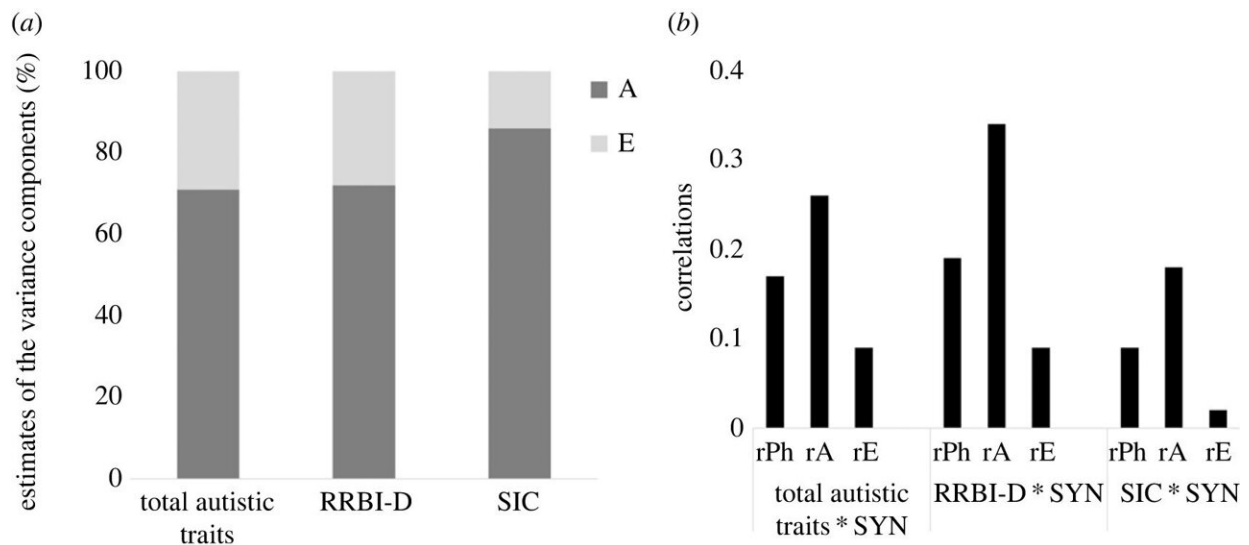 (a)
estimates of the variance components (%)
100
80
60
40
20
0
total autistic
traits
RRBI-D
SIC
A
E
(b)
correlations
0.4
0.3
0.2
0.1
0
rPh rA rE rPh rA rE rPh rA rE
total autistic
traits * SYN
RRBI-D * SYN
SIC * SYN